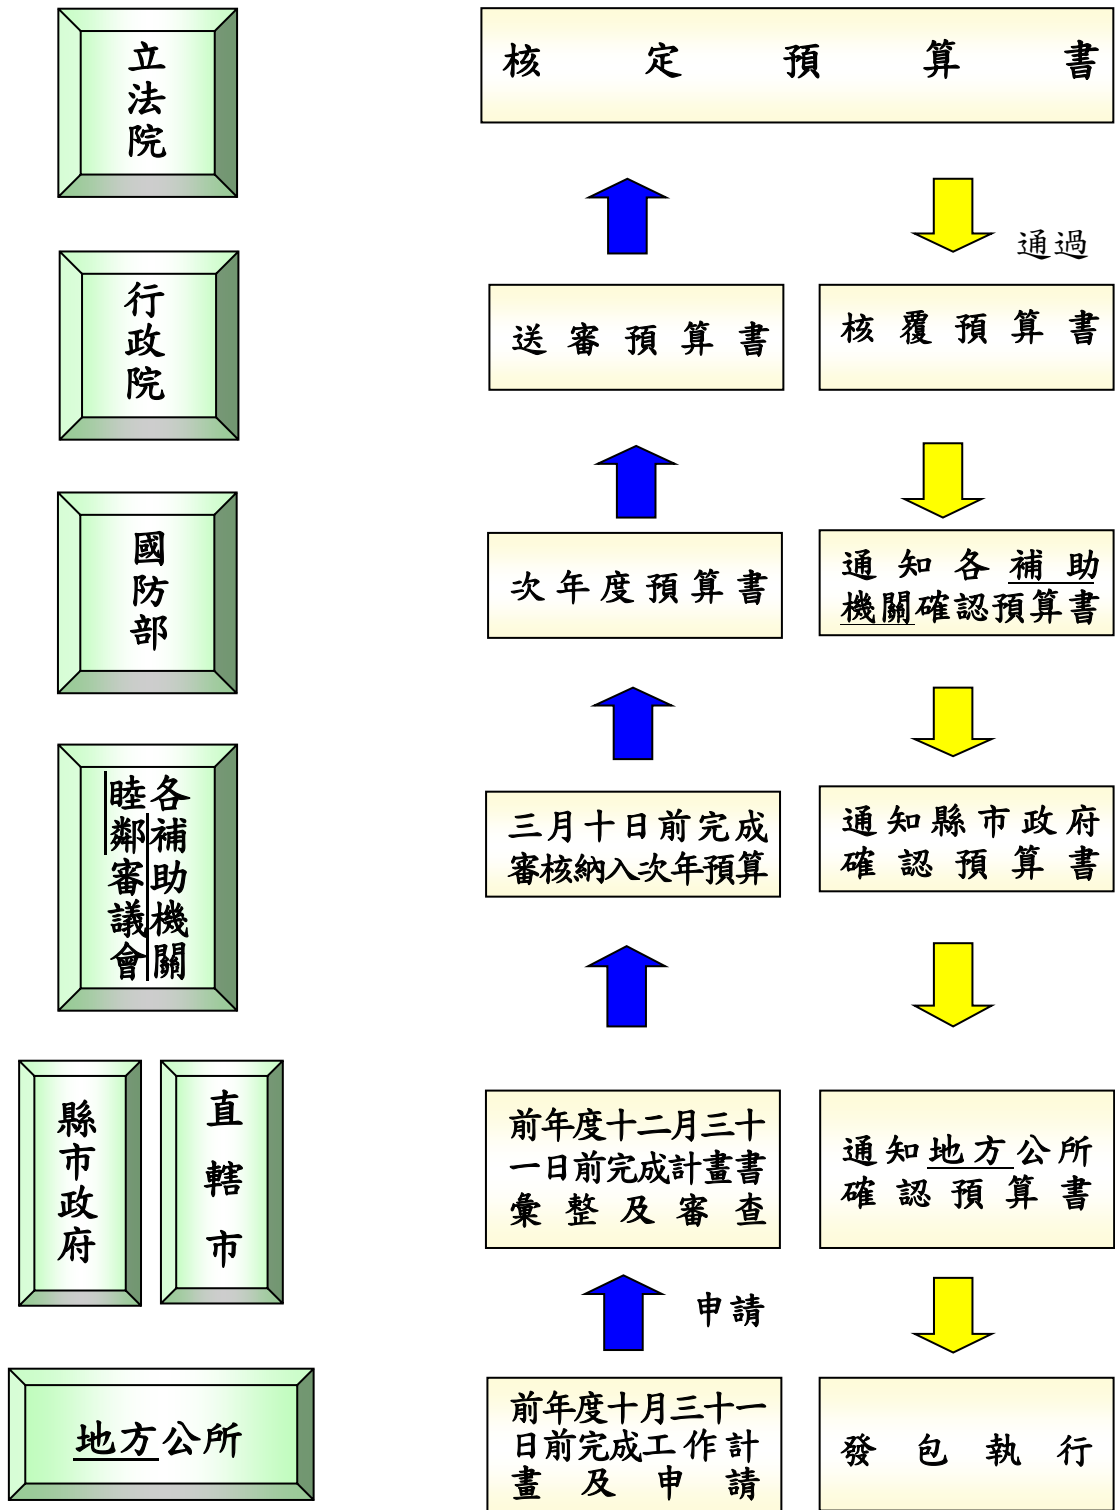 立法院
核定預算書
通過
行政院
送審預算書
核覆預算書
國防部
次年度預算書
通知各補助
機關確認預算書
各補助機關
睦鄰審議會
三月十日前完成
審核納入次年預算
通知縣市政府
確認預算書
縣市政府
直轄市
前年度十二月三十
一日前完成計畫書
彙整及審查
通知地方公所
確認預算書
申請
地方公所
前年度十月三十一
日前完成工作計
畫及申請
發包執行